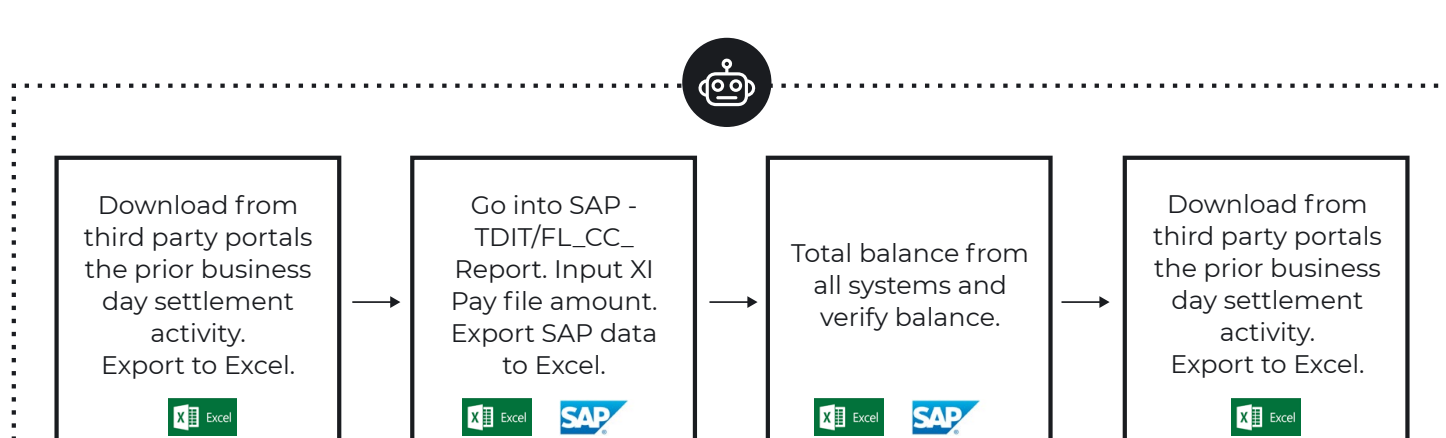 Download from
third party portals
the prior business
day settlement
activity.
Export to Excel.
X Excel
Go into SAP -
TDIT/FL_CC_
Report. Input XI
Pay file amount.
Export SAP data
to Excel.
X Excel
SAP
Total balance from
all systems and
verify balance.
X Excel
SAP
Download from
third party portals
the prior business
day settlement
activity.
Export to Excel.
X Excel